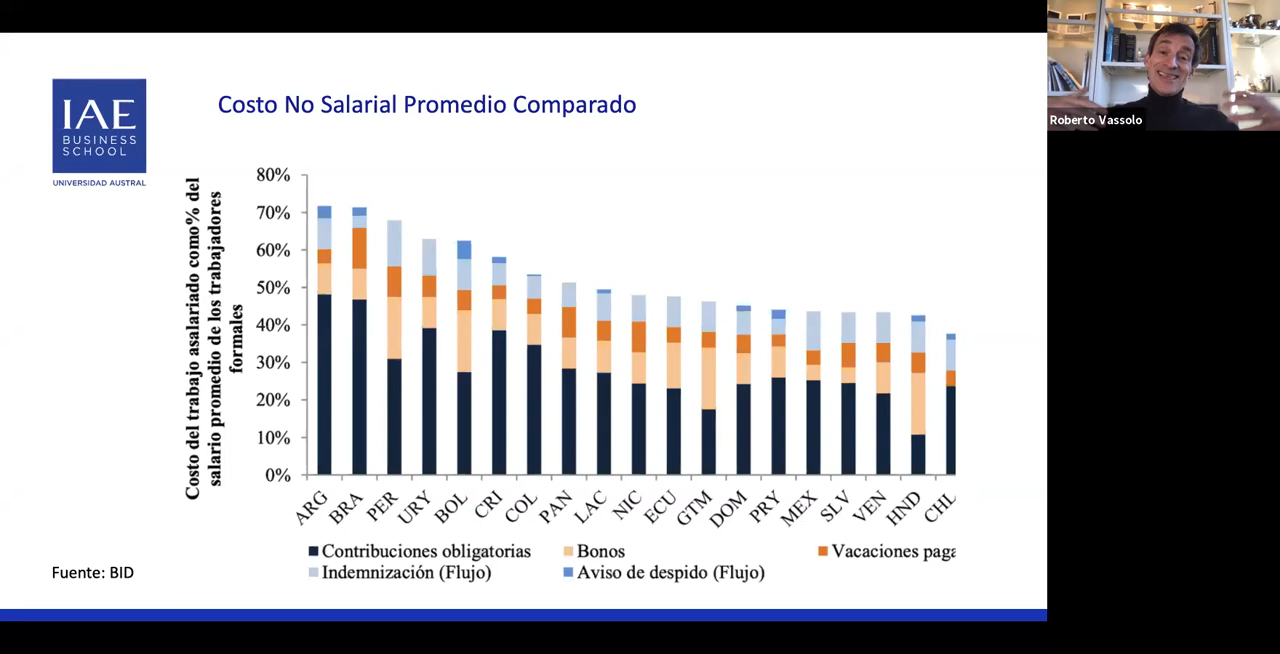 IAE
BUSINESS
SCHOOL
UNIVERSIDAD AUSTRAL
Costo No Salarial Promedio Comparado
Roberto Vassolo
Costo del trabajo asalariado como% del
salario promedio de los trabajadores
formales
80%
70%
60%
50%
40%
30%
20%
10%
0%
ARG BRA PER URY BOL CRI COL PAN LAC NIC ECU GTM DOM PRY MEX SLV VEN HND CHL
Contribuciones obligatorias Bonos Vacaciones paga
Indemnización (Flujo) Aviso de despido (Flujo)
Fuente: BID